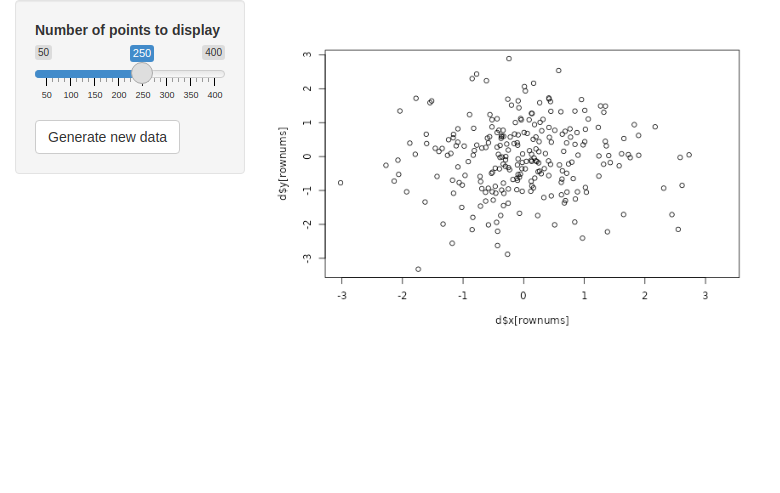 Number of points to display
50 250 400
50 100 150 200 250 300 350 400
Generate new data
3
2
1
0
-1
-2
-3
d$y[rownums]
-3 -2 -1 0 1 2 3
d$x[rownums]